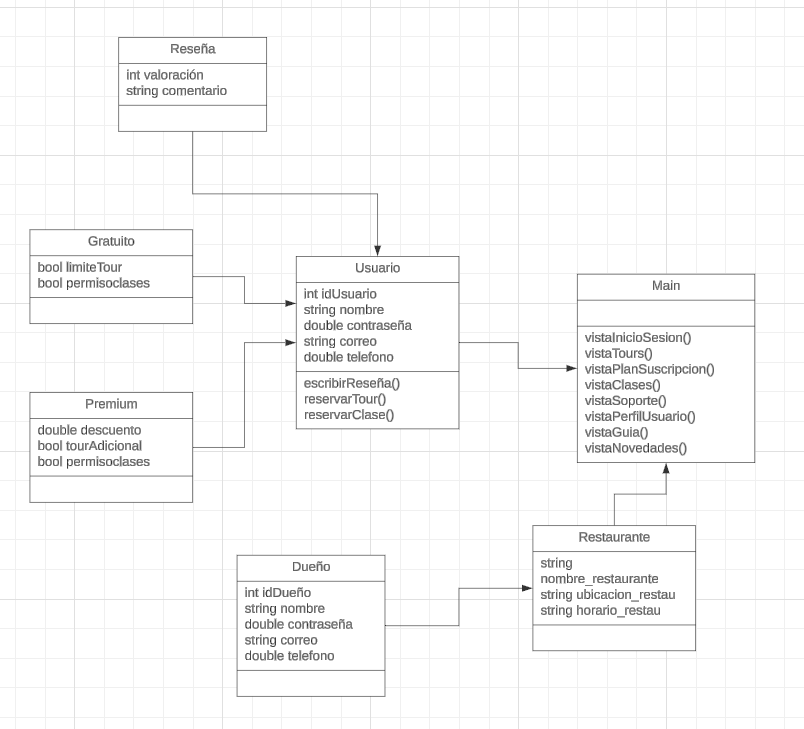 Reseña
int valoración
string comentario
Gratuito
bool limiteTour
bool permisoclases
Usuario
int idUsuario
string nombre
double contraseña
string correo
double telefono
escribirReseña()
reservarTour()
reservarClase()
Main
vistaInicioSesion()
vistaTours()
vistaPlanSuscripcion()
vistaClases()
vistaSoporte()
vistaPerfilUsuario()
vistaGuia()
vistaNovedades()
Premium
double descuento
bool tourAdicional
bool permisoclases
Dueño
int idDueño
string nombre
double contraseña
string correo
double telefono
Restaurante
string
nombre_restaurante
string ubicacion_restau
string horario_restau